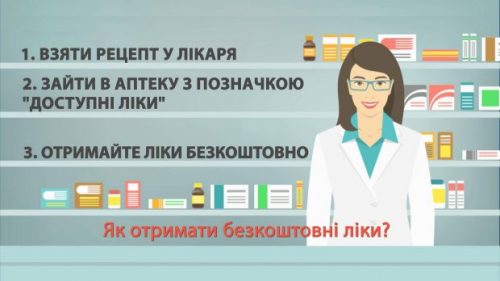 1. ВЗЯТИ РЕЦЕПТ У ЛІКАРЯ
2. ЗАЙТИ В АПТЕКУ З ПОЗНАЧКОЮ
"ДОСТУПНІ ЛІКИ"
3. ОТРИМАЙТЕ ЛІКИ БЕЗКОШТОВНО
Як отримати безкоштовні ліки?